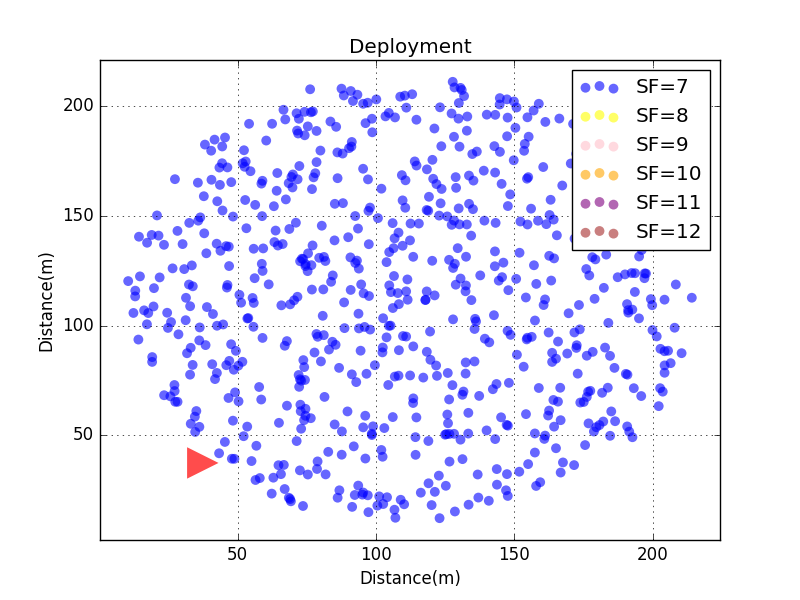 Deployment
SF=7
SF=8
SF=9
SF=10
SF=11
SF=12
200
150
100
50
Distance(m)
50
100
150
200
Distance(m)